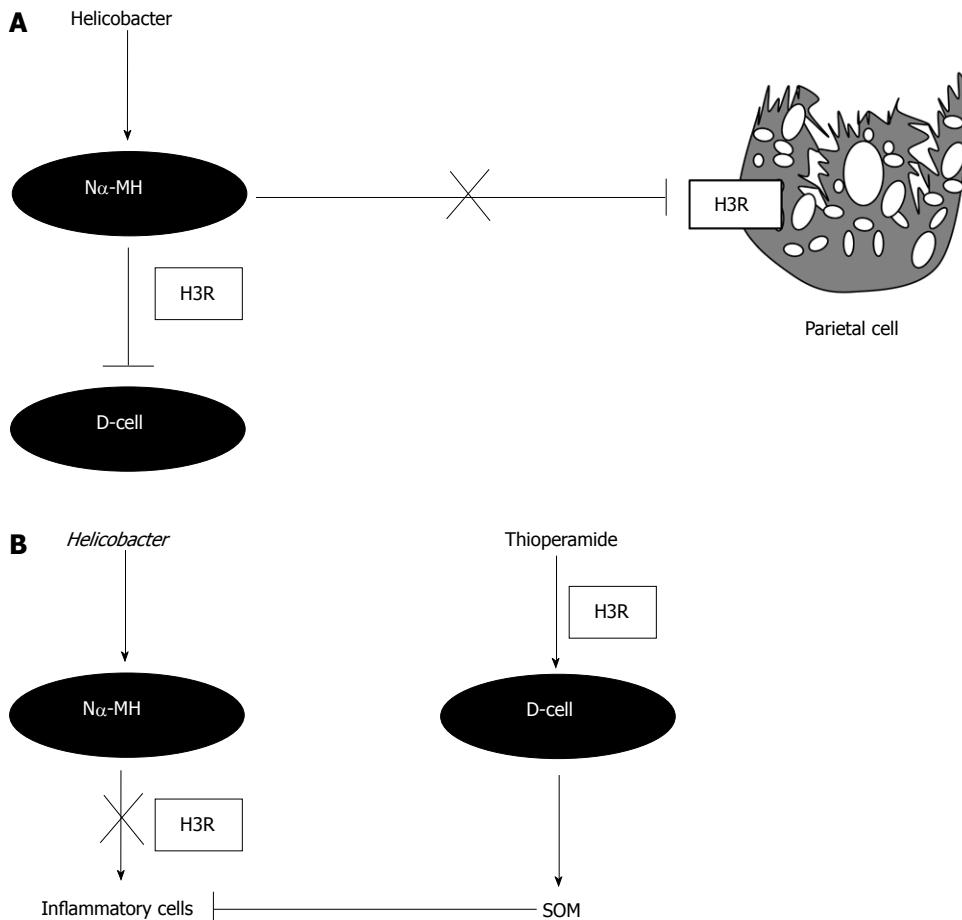 A
Helicobacter
Nα-MH
H3R
H3R
Parietal cell
D-cell
B
Helicobacter
Thioperamide
H3R
Nα-MH
D-cell
H3R
Inflammatory cells
SOM